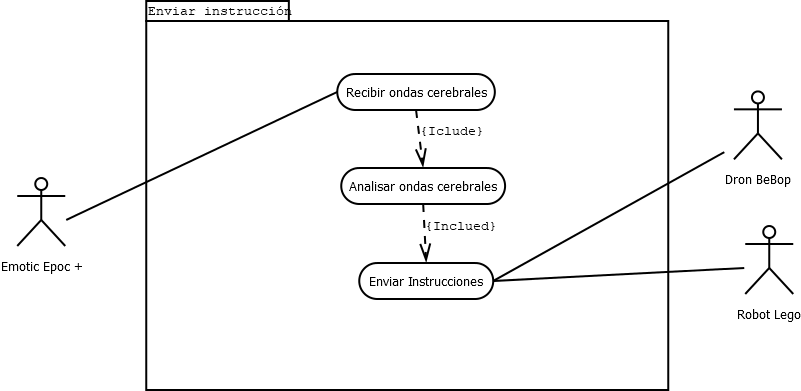 Enviar instrucción
Recibir ondas cerebrales
{Iclude}
Analisar ondas cerebrales
{Inclued}
Enviar Instrucciones
Emotic Epoc +
Dron BeBop
Robot Lego